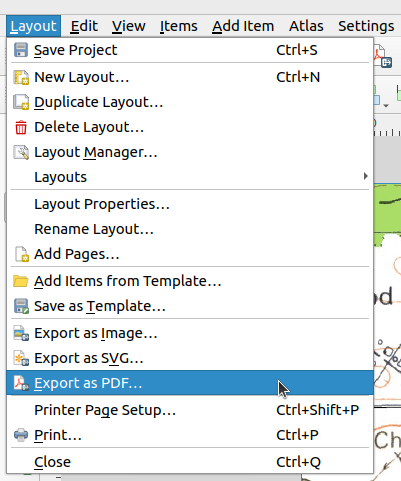 Layout Edit View Items Add Item Atlas Settings
Save Project Ctrl+S
New Layout... Ctrl+N
Duplicate Layout...
Delete Layout...
Layout Manager...
Layouts
Layout Properties...
Rename Layout...
Add Pages...
Add Items from Template...
Save as Template...
Export as Image...
Export as SVG...
Export as PDF...
Printer Page Setup... Ctrl+Shift+P
Print... Ctrl+P
Close Ctrl+Q
od
Ch